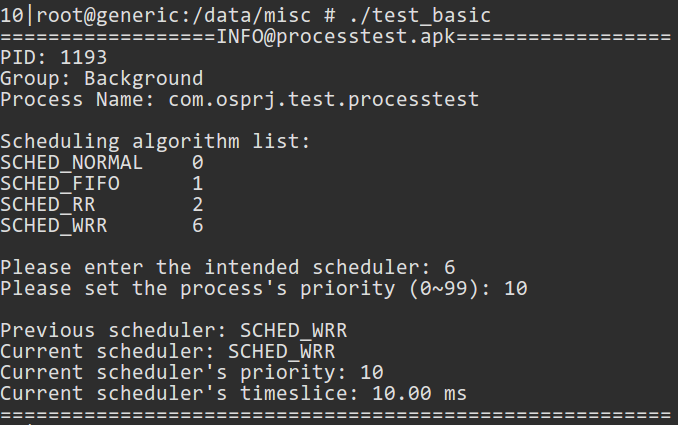 10|root@generic:/data/misc # ./test_basic
==================INFO@processtest.apk==================
PID: 1193
Group: Background
Process Name: com.osprj.test.processtest
Scheduling algorithm list:
SCHED_NORMAL    0
SCHED_FIFO      1
SCHED_RR        2
SCHED_WRR       6
Please enter the intended scheduler: 6
Please set the process's priority (0~99): 10
Previous scheduler: SCHED_WRR
Current scheduler: SCHED_WRR
Current scheduler's priority: 10
Current scheduler's timeslice: 10.00 ms
========================================================